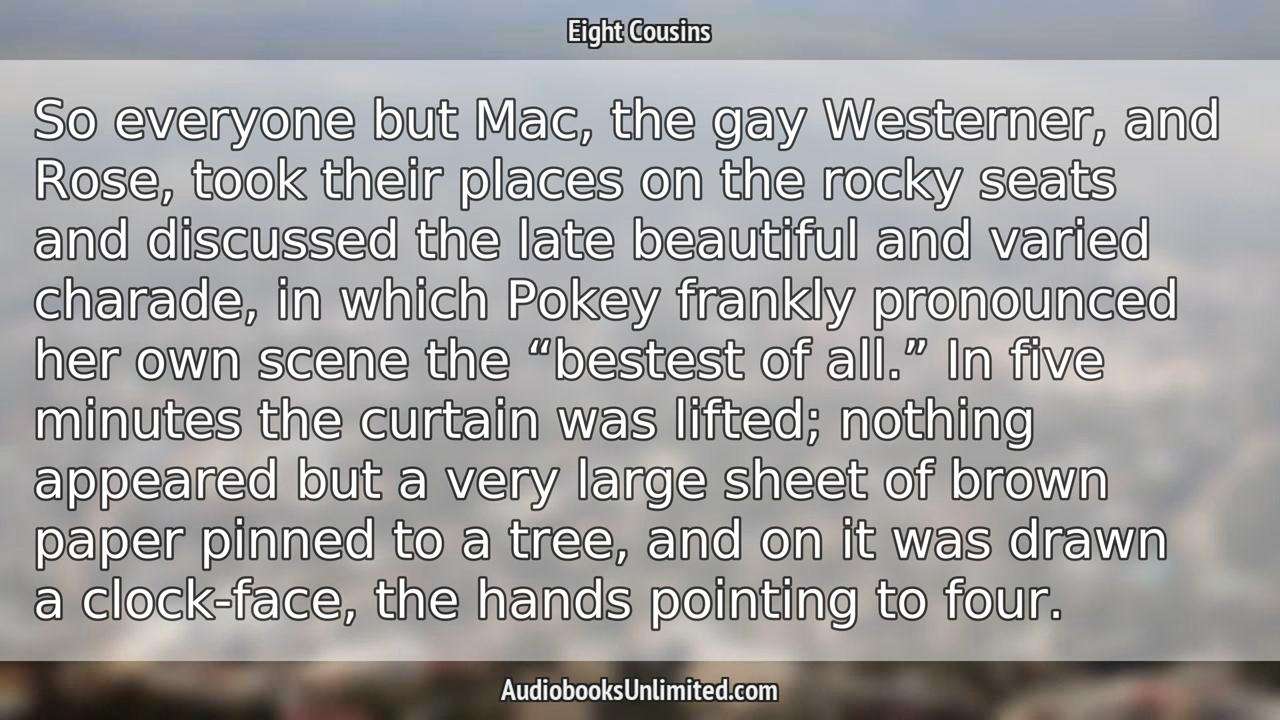 Eight Cousins
So everyone but Mac, the gay Westerner, and
Rose, took their places on the rocky seats
and discussed the late beautiful and varied
charade, in which Pokey frankly pronounced
her own scene the “bestest of all.” In five
minutes the curtain was lifted; nothing
appeared but a very large sheet of brown
paper pinned to a tree, and on it was drawn
a clock-face, the hands pointing to four.
AudiobooksUnlimited.com